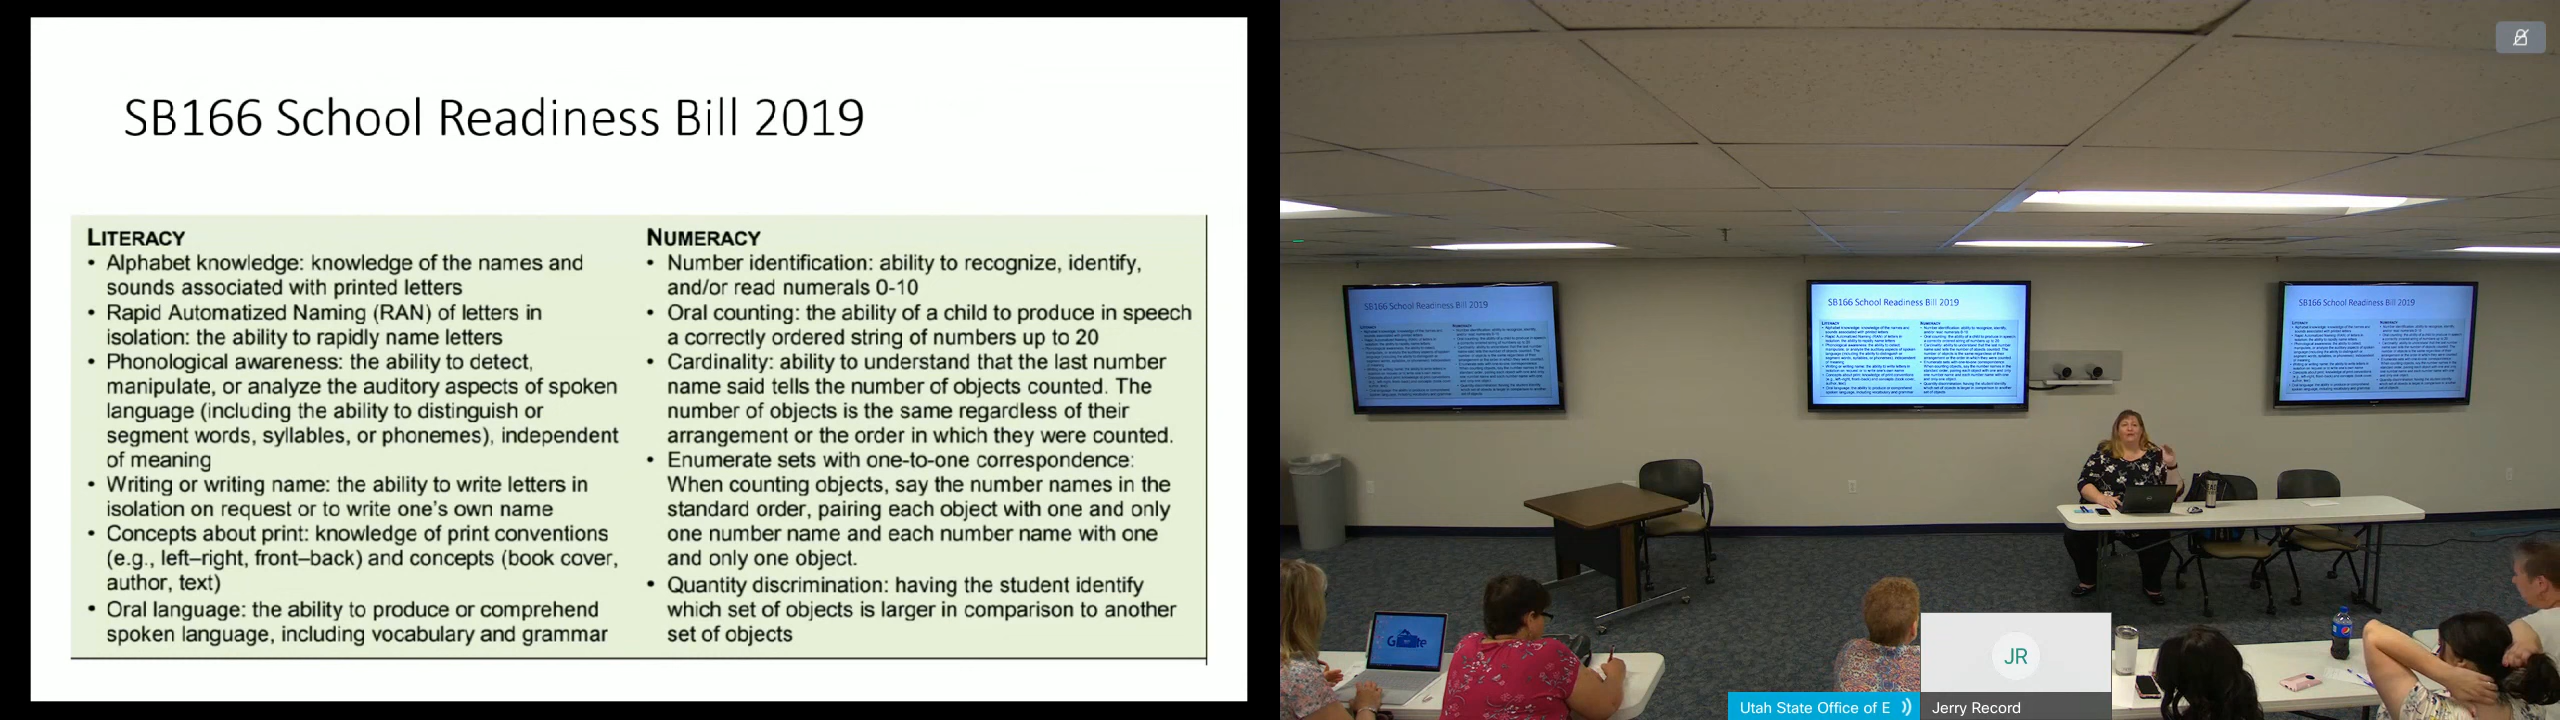 SB166 School Readiness Bill 2019
LITERACY
• Alphabet knowledge: knowledge of the names and
sounds associated with printed letters
• Rapid Automatized Naming (RAN) of letters in
isolation: the ability to rapidly name letters
• Phonological awareness: the ability to detect,
manipulate, or analyze the auditory aspects of spoken
language (including the ability to distinguish or
segment words, syllables, or phonemes), independent
of meaning
• Writing or writing name: the ability to write letters in
isolation on request or to write one's own name
• Concepts about print: knowledge of print conventions
(e.g., left–right, front–back) and concepts (book cover,
author, text)
• Oral language: the ability to produce or comprehend
spoken language, including vocabulary and grammar
NUMERACY
• Number identification: ability to recognize, identify,
and/or read numerals 0-10
• Oral counting: the ability of a child to produce in speech
a correctly ordered string of numbers up to 20
• Cardinality: ability to understand that the last number
name said tells the number of objects counted. The
number of objects is the same regardless of their
arrangement or the order in which they were counted.
• Enumerate sets with one-to-one correspondence:
When counting objects, say the number names in the
standard order, pairing each object with one and only
one number name and each number name with one
and only one object.
• Quantity discrimination: having the student identify
which set of objects is larger in comparison to another
set of objects
SB166 School Readiness Bill 2019
SB166 School Readiness Bill 2019
SB166 School Readiness Bill 2019
JR
Utah State Office of E
Jerry Record